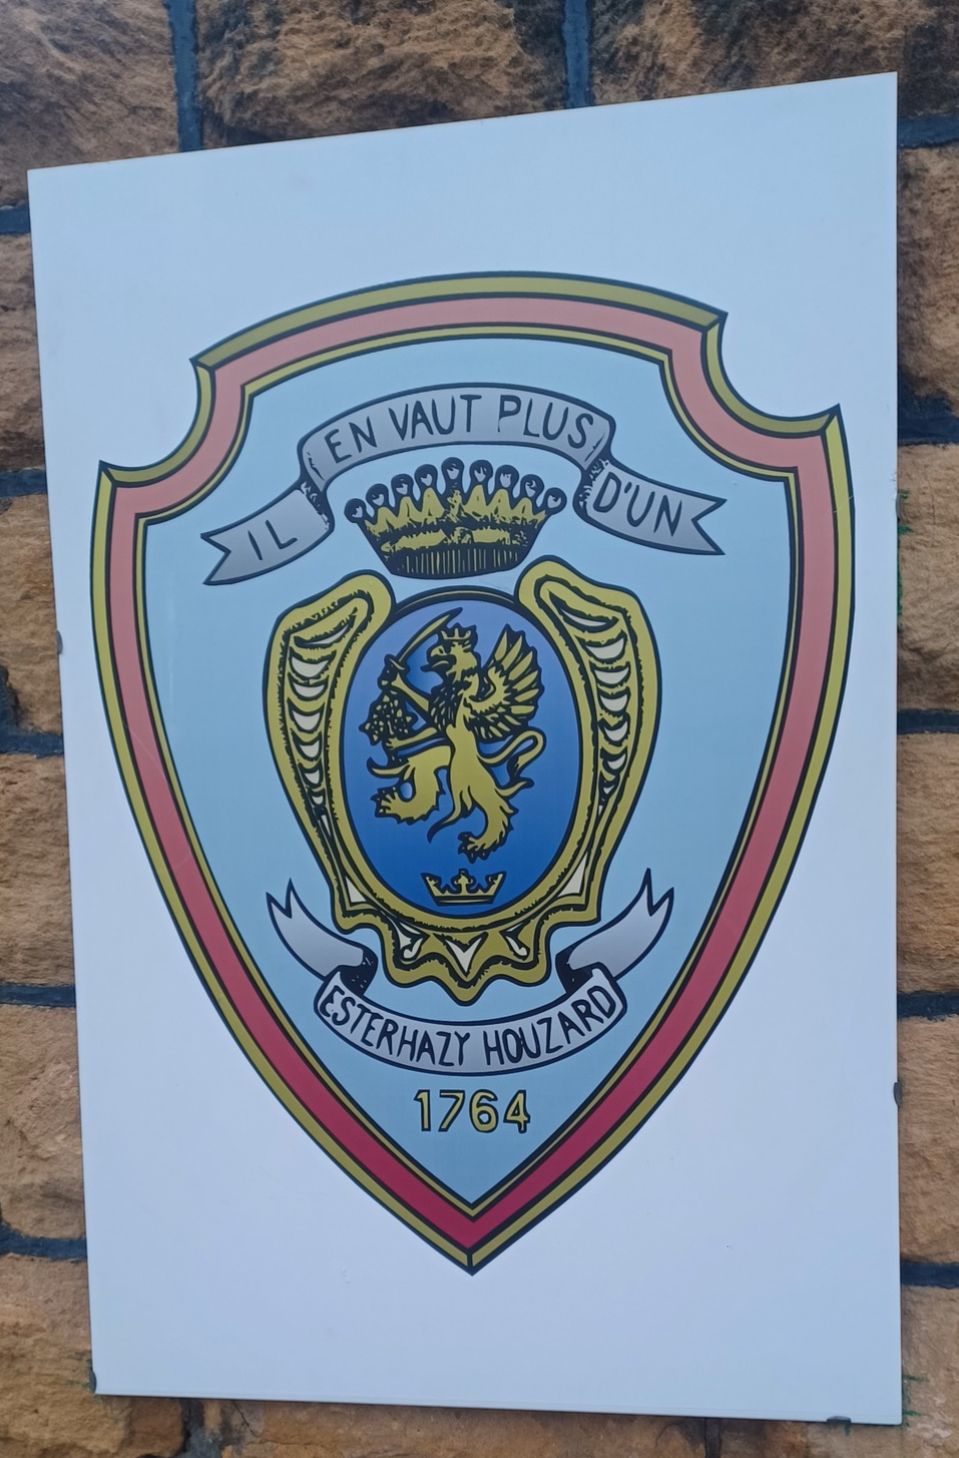 IL EN VAUT PLUS D'UN
ESTERHAZY HOUZARD
1764